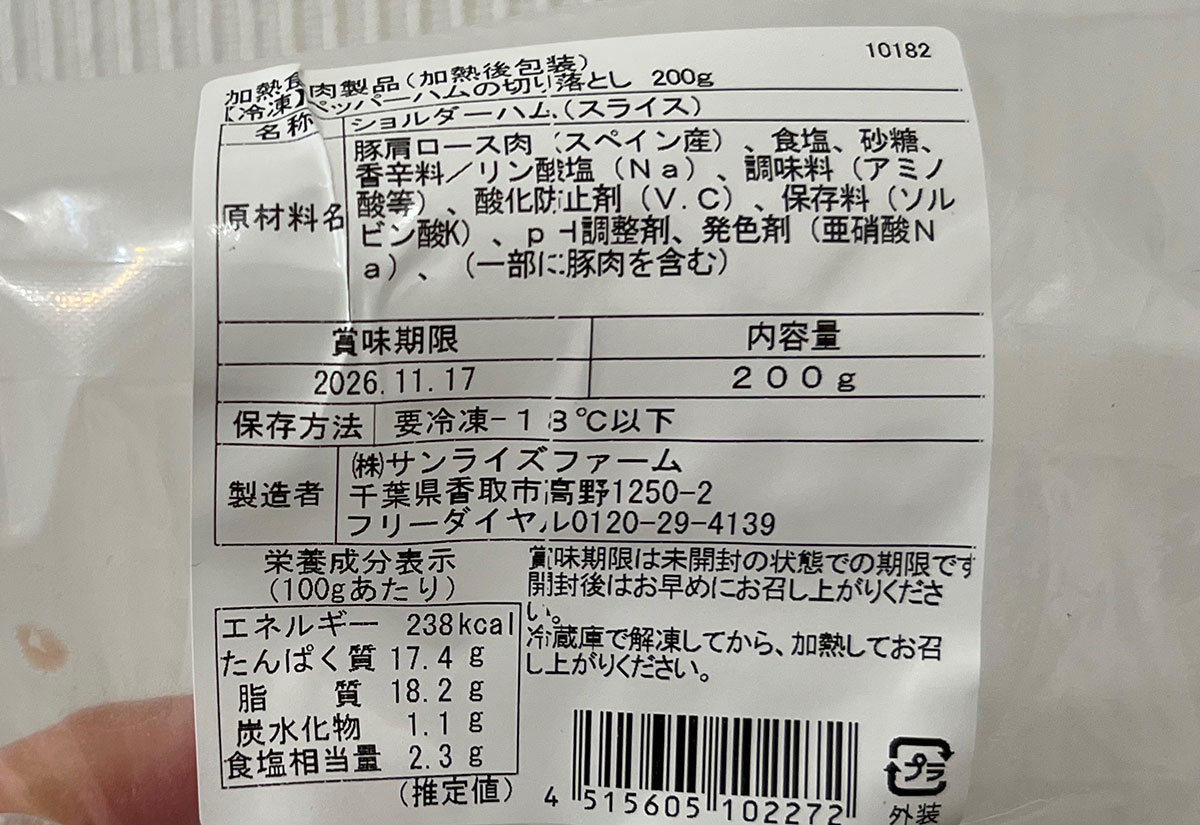 10182
加熱食肉製品(加熱後包装)
【冷凍】ペッパーハムの切り落とし 200g
名称 ショルダーハム(スライス)
原材料名
豚肩ロース肉(スペイン産)、食塩、砂糖、
香辛料/リン酸塩(Na)、調味料(アミノ
酸等)、酸化防止剤(V.C)、保存料(ソル
ビン酸K)、pH調整剤、発色剤(亜硝酸N
a)、(一部に豚肉を含む)
賞味期限 内容量
2026.11.17 200g
保存方法 要冷凍-18℃以下
製造者
(株)サンライズファーム
千葉県香取市高野1250-2
フリーダイヤル0120-29-4139
栄養成分表示
(100gあたり)
エネルギー 238kcal
たんぱく質 17.4g
脂質 18.2g
炭水化物 1.1g
食塩相当量 2.3g
(推定値)
賞味期限は未開封の状態での期限です
開封後はお早めにお召し上がりくださ
い。
冷蔵庫で解凍してから、加熱してお召
し上がりください。
4 515605 102272
プラ
外装